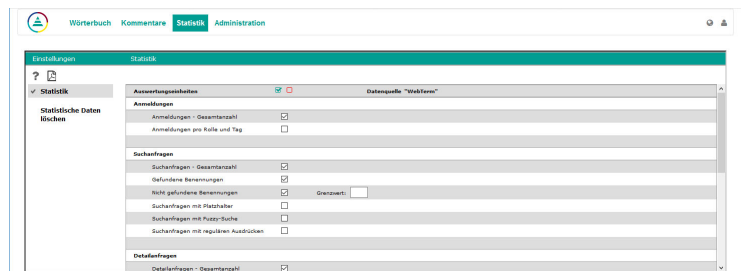 Wörterbuch Kommentare Statistik Administration
Einstellungen Statistik
?
Statistik
Statistische Daten
löschen
Auswertungseinheiten Datenquelle "WebTerm"
Anmeldungen
Anmeldungen - Gesamtanzahl
Anmeldungen pro Rolle und Tag
Suchanfragen
Suchanfragen - Gesamtanzahl
Gefundene Benennungen
Nicht gefundene Benennungen Grenzwert:
Suchanfragen mit Platzhalter
Suchanfragen mit Fuzzy-Suche
Suchanfragen mit regulären Ausdrücken
Detailanfragen
Detailanfragen - Gesamtanzahl